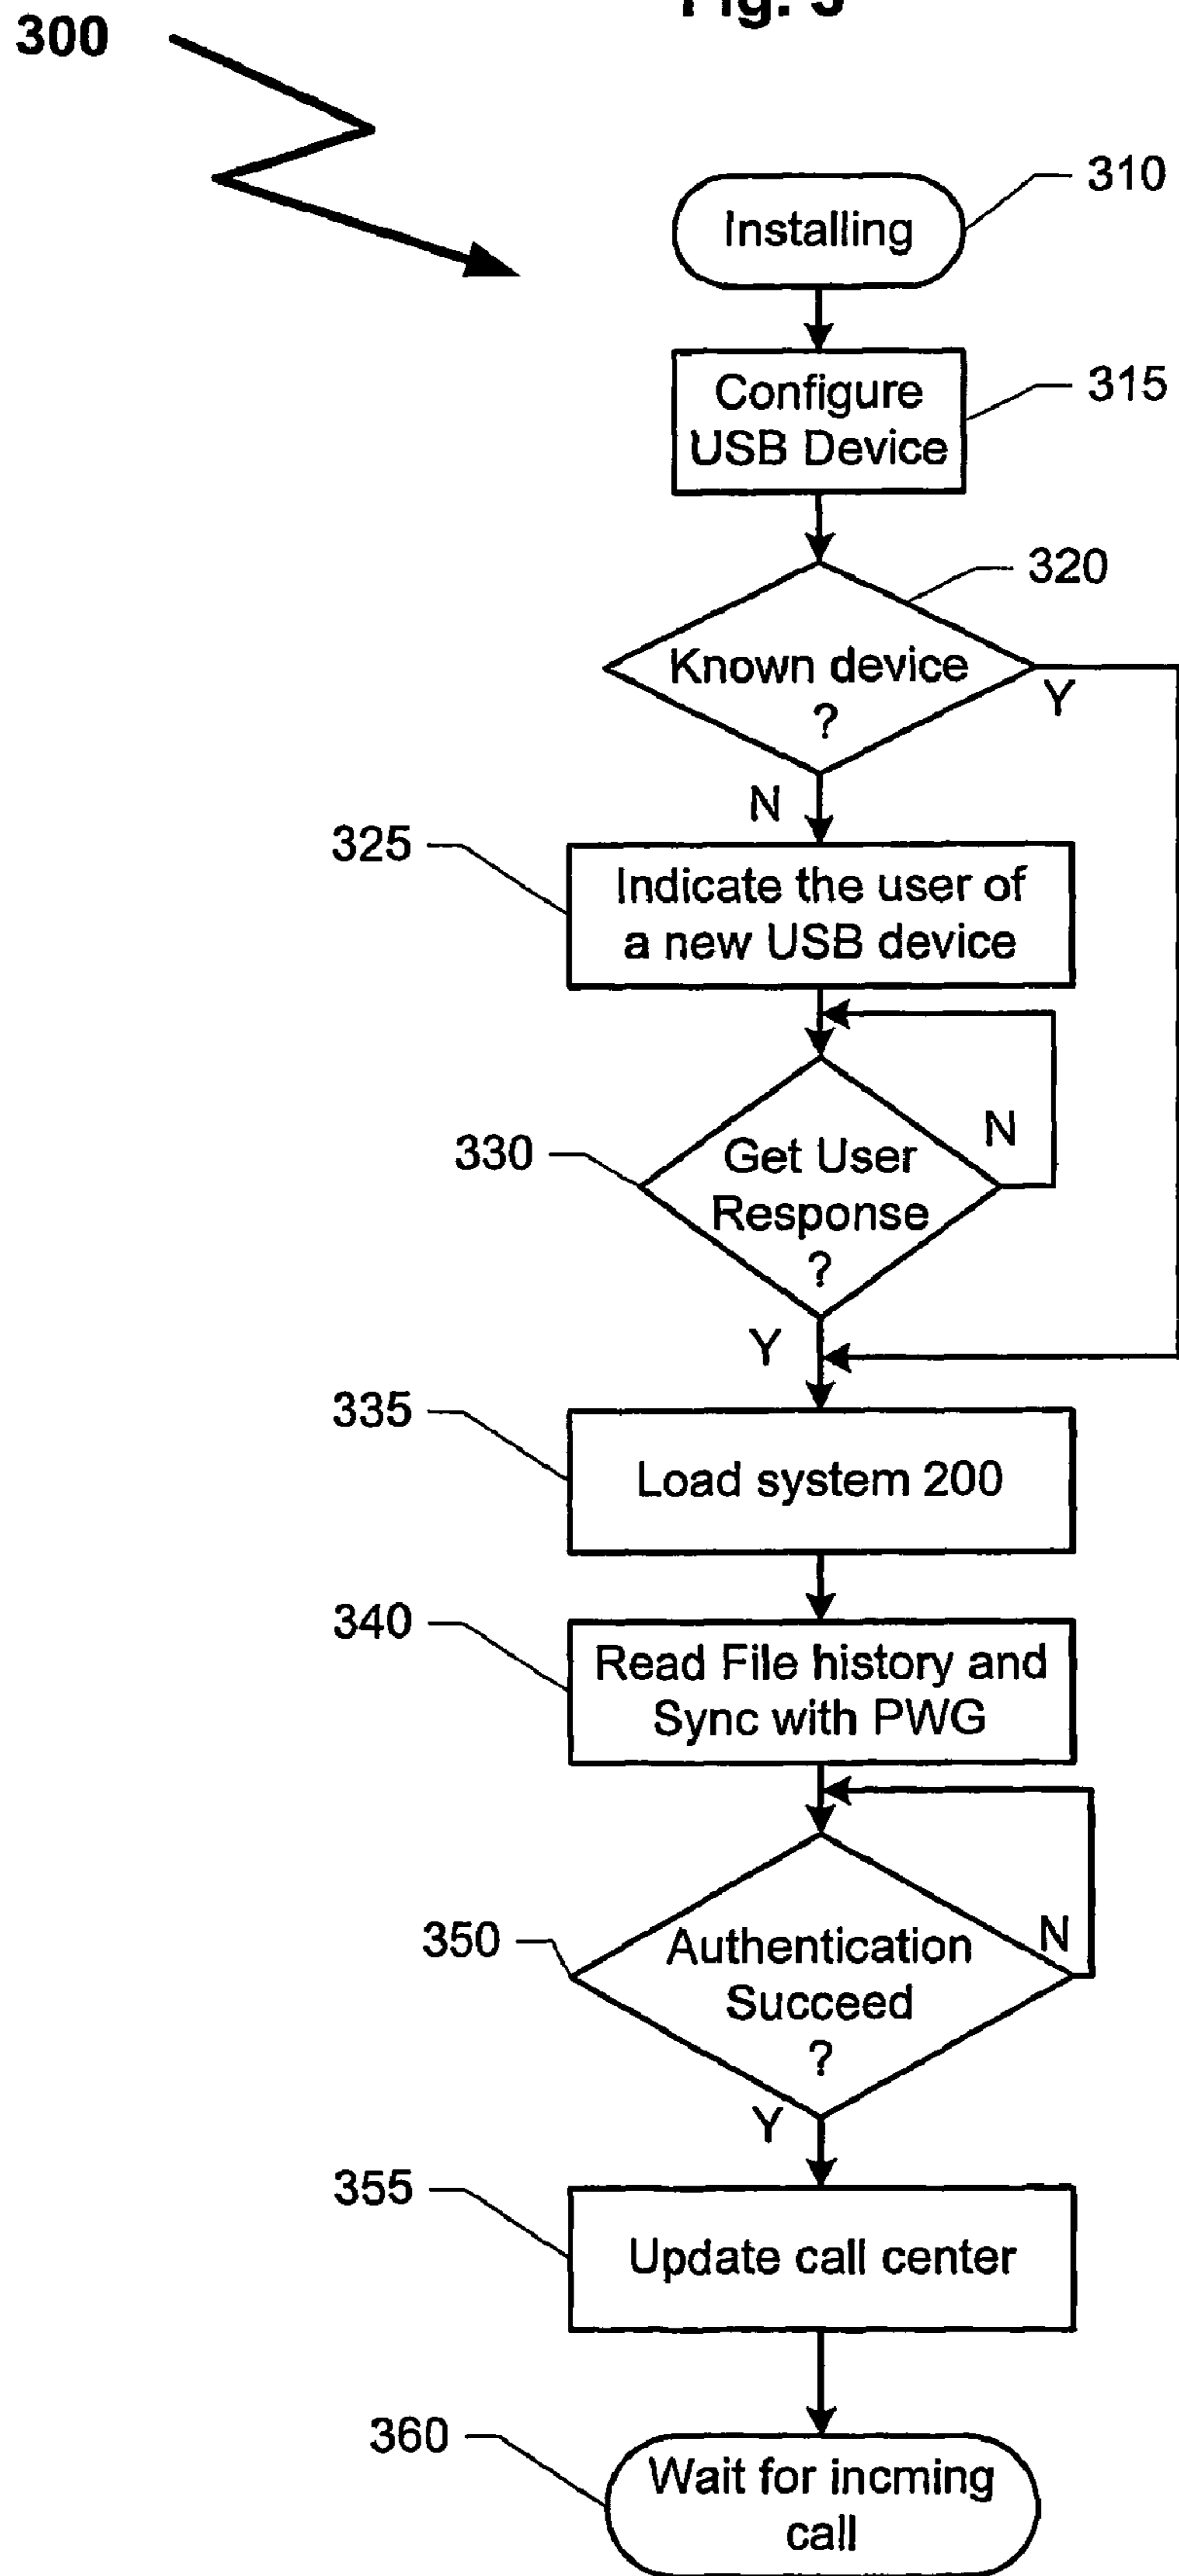 Fig. 3
300
310
Installing
315
Configure
USB Device
320
Known device
?
Y
N
325
Indicate the user of
a new USB device
330
Get User
Response
?
N
Y
335
Load system 200
340
Read File history and
Sync with PWG
350
Authentication
Succeed
?
N
Y
355
Update call center
360
Wait for incming
call